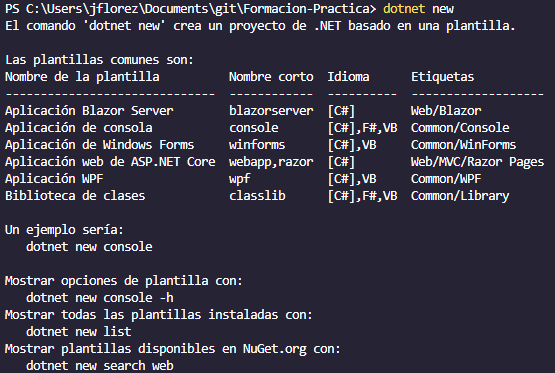 PS C:\Users\jflorez\Documents\git\Formacion-Practica> dotnet new
El comando 'dotnet new' crea un proyecto de .NET basado en una plantilla.

Las plantillas comunes son:
Nombre de la plantilla         Nombre corto  Idioma      Etiquetas
-----------------------------  ------------  ----------  -------------------
Aplicación Blazor Server       blazorserver  [C#]        Web/Blazor
Aplicación de consola          console       [C#],F#,VB  Common/Console
Aplicación de Windows Forms    winforms      [C#],VB     Common/WinForms
Aplicación web de ASP.NET Core  webapp,razor  [C#]        Web/MVC/Razor Pages
Aplicación WPF                 wpf           [C#],VB     Common/WPF
Biblioteca de clases           classlib      [C#],F#,VB  Common/Library

Un ejemplo sería:
   dotnet new console

Mostrar opciones de plantilla con:
   dotnet new console -h
Mostrar todas las plantillas instaladas con:
   dotnet new list
Mostrar plantillas disponibles en NuGet.org con:
   dotnet new search web